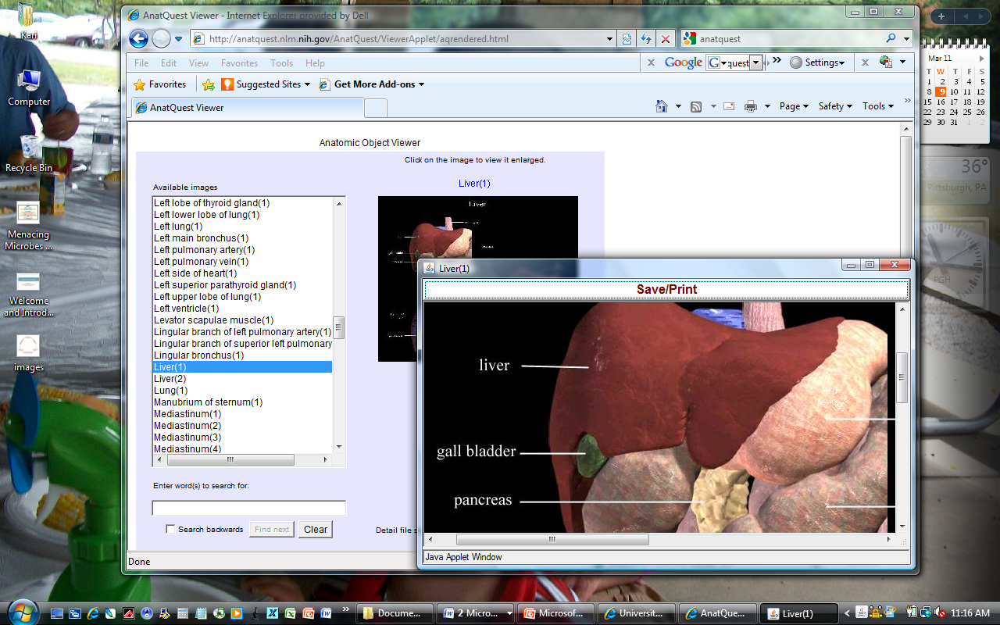 AnatQuest Viewer - Internet Explorer provided by Dell
http://anatquest.nlm.nih.gov/AnatQuest/ViewerApplet/aqrendered.html
anatquest
File Edit View Favorites Tools Help
Google
quest
Settings
Favorites
Suggested Sites
Get More Add-ons
AnatQuest Viewer
Page
Safety
Tools
Anatomic Object Viewer
Click on the image to view it enlarged.
Available images
Liver(1)
Left lobe of thyroid gland(1)
Left lower lobe of lung(1)
Left lung(1)
Left main bronchus(1)
Left pulmonary artery(1)
Left pulmonary vein(1)
Left side of heart(1)
Left superior parathyroid gland(1)
Left upper lobe of lung(1)
Left ventricle(1)
Levator scapulae muscle(1)
Lingular branch of left pulmonary artery(1)
Lingular branch of superior left pulmonary
Lingular bronchus(1)
Liver(1)
Liver(2)
Lung(1)
Manubrium of sternum(1)
Mediastinum(1)
Mediastinum(2)
Mediastinum(3)
Mediastinum(4)
Liver
Enter word(s) to search for:
Search backwards
Find next
Clear
Detail file s
Done
Liver(1)
Save/Print
liver
gall bladder
pancreas
Java Applet Window
Kari
Computer
Recycle Bin
Menacing
Microbes ...
Welcome
and Introd...
images
Mar 11
T W T F S
1 2 3 4 5
8 9 10 11 12
15 16 17 18 19
22 23 24 25 26
29 30 31 1 2
36°
Pittsburgh, PA
PGH
Docume...
2 Micro...
Microsof...
Universit...
AnatQue...
Liver(1)
11:16 AM